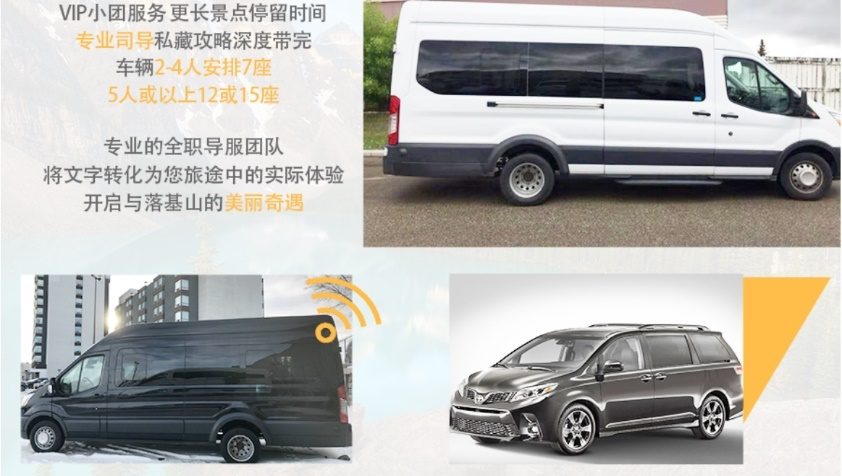 VIP小团服务 更长景点停留时间
专业司导私藏攻略深度带完
车辆2-4人安排7座
5人或以上12或15座
专业的全职导服团队
将文字转化为您旅途中的实际体验
开启与落基山的美丽奇遇